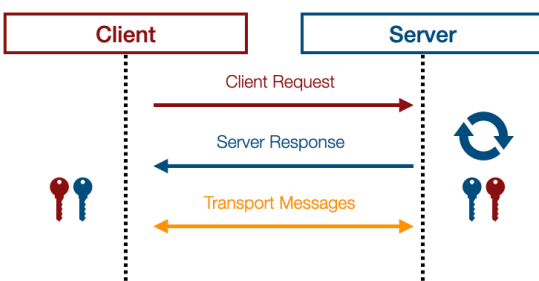 Client
Server
Client Request
Server Response
Transport Messages